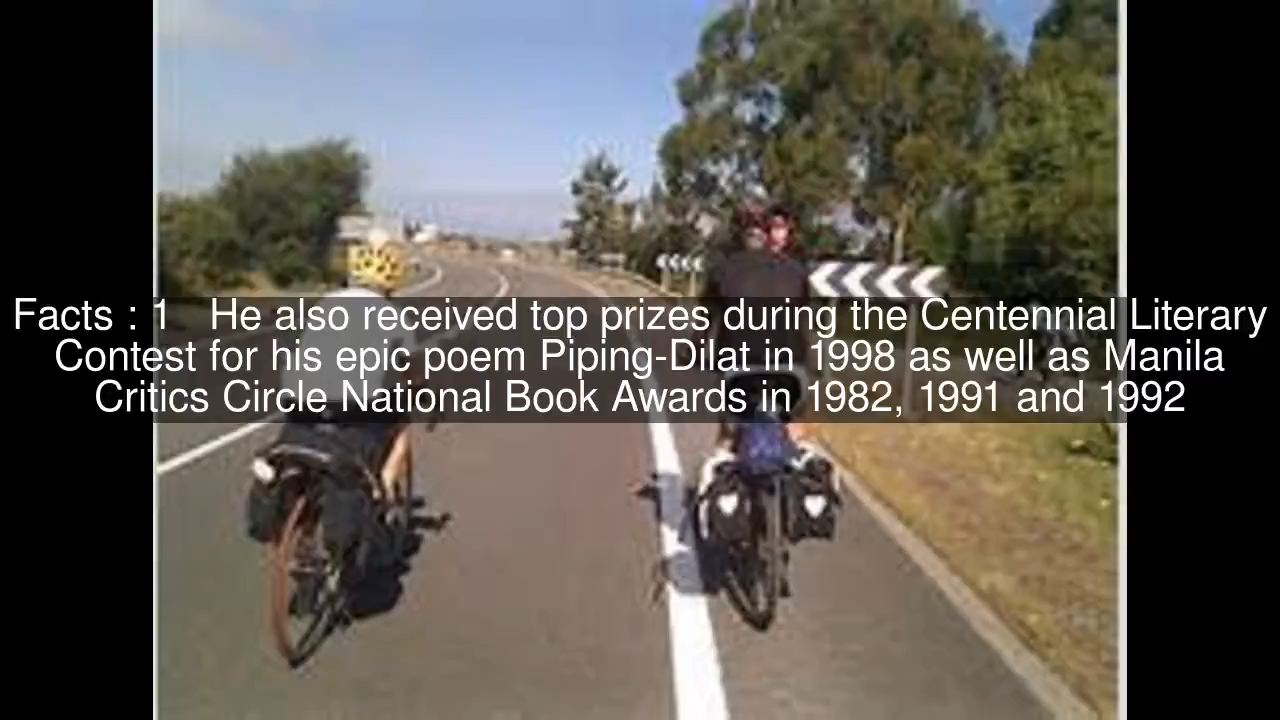 Facts : 1   He also received top prizes during the Centennial Literary
Contest for his epic poem Piping-Dilat in 1998 as well as Manila
Critics Circle National Book Awards in 1982, 1991 and 1992